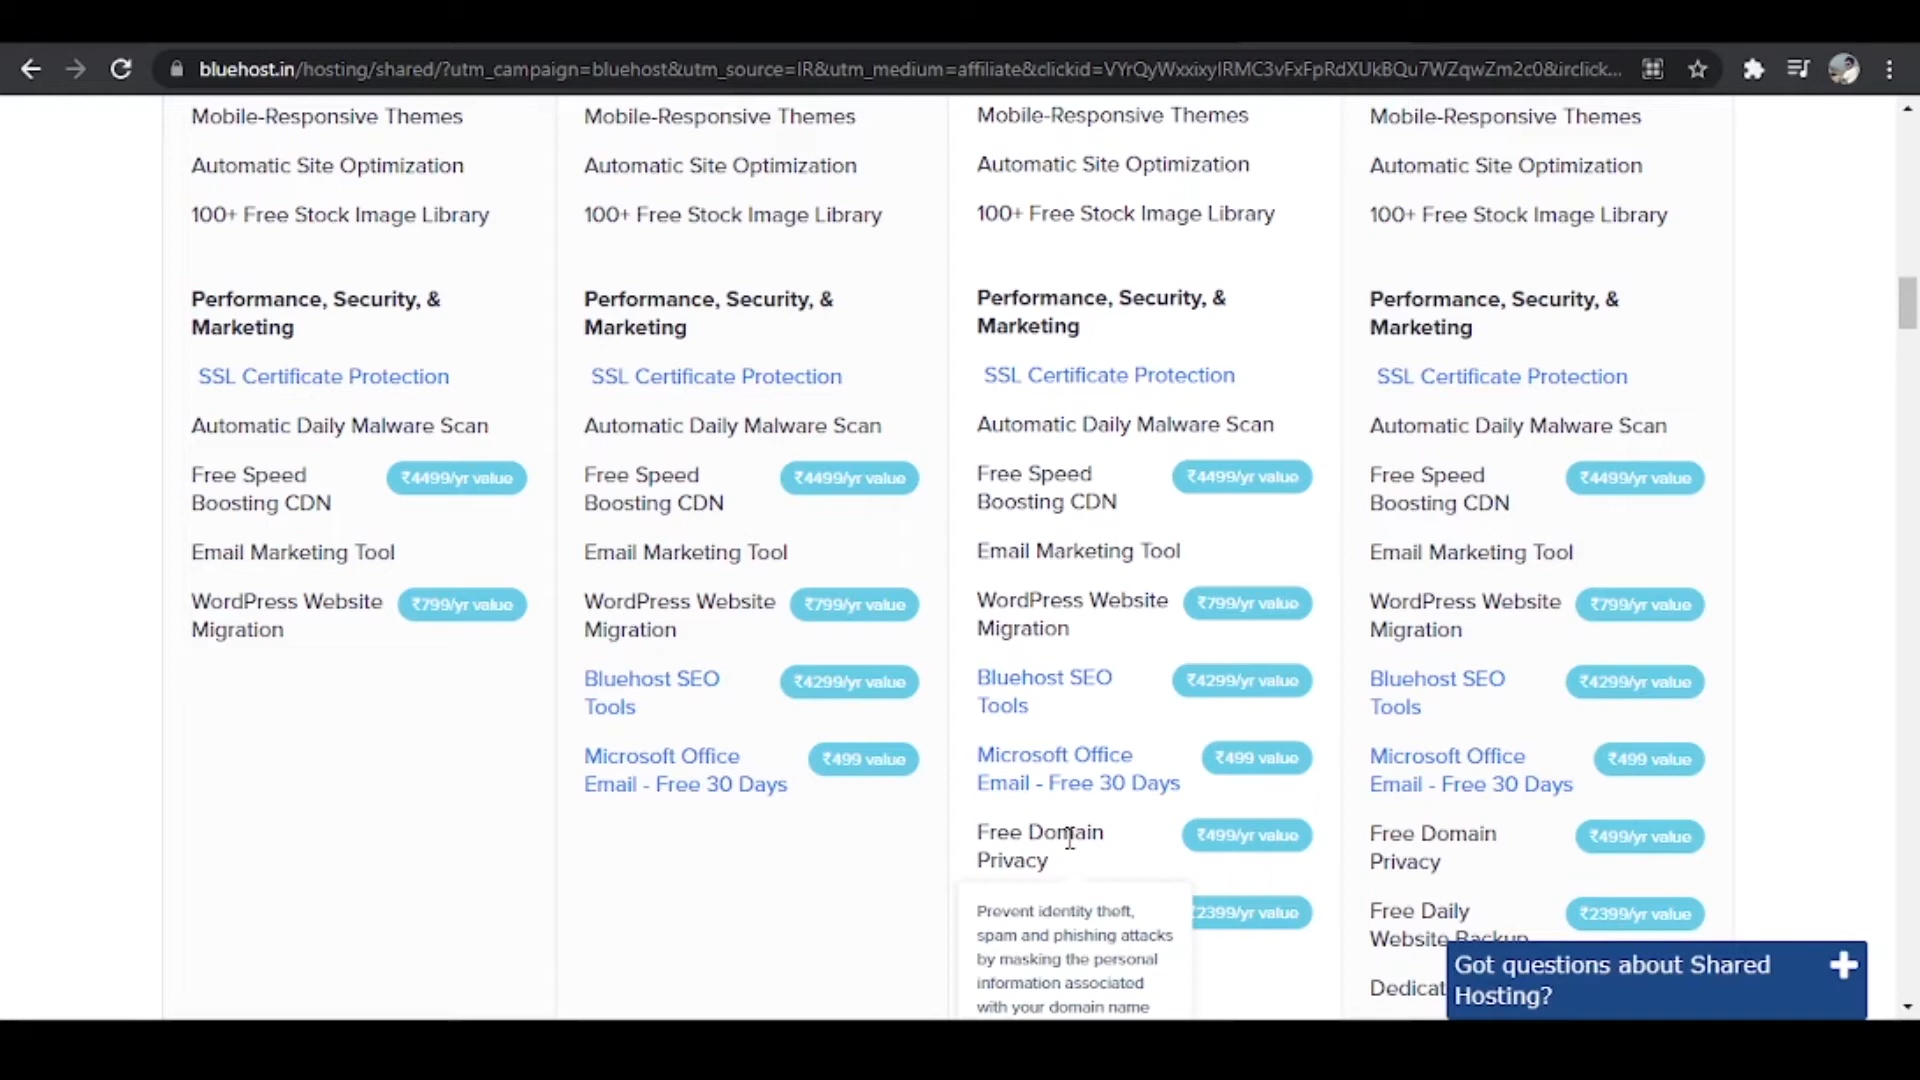 bluehost.in/hosting/shared/?utm_campaign=bluehost&utm_source=IR&utm_medium=affiliate&clickid=VYrQyWxxixyIRMC3vFxFpRdXUkBQu7WZqwZm2c0&irclick...
Mobile-Responsive Themes
Automatic Site Optimization
100+ Free Stock Image Library
Performance, Security, &
Marketing
SSL Certificate Protection
Automatic Daily Malware Scan
Free Speed
Boosting CDN
₹4499/yr value
Email Marketing Tool
WordPress Website
Migration
₹799/yr value
Mobile-Responsive Themes
Automatic Site Optimization
100+ Free Stock Image Library
Performance, Security, &
Marketing
SSL Certificate Protection
Automatic Daily Malware Scan
Free Speed
Boosting CDN
₹4499/yr value
Email Marketing Tool
WordPress Website
Migration
₹799/yr value
Bluehost SEO
Tools
₹4299/yr value
Microsoft Office
Email - Free 30 Days
₹499 value
Mobile-Responsive Themes
Automatic Site Optimization
100+ Free Stock Image Library
Performance, Security, &
Marketing
SSL Certificate Protection
Automatic Daily Malware Scan
Free Speed
Boosting CDN
₹4499/yr value
Email Marketing Tool
WordPress Website
Migration
₹799/yr value
Bluehost SEO
Tools
₹4299/yr value
Microsoft Office
Email - Free 30 Days
₹499 value
Free Domain
Privacy
₹499/yr value
Prevent identity theft,
spam and phishing attacks
by masking the personal
information associated
with your domain name
₹2399/yr value
Mobile-Responsive Themes
Automatic Site Optimization
100+ Free Stock Image Library
Performance, Security, &
Marketing
SSL Certificate Protection
Automatic Daily Malware Scan
Free Speed
Boosting CDN
₹4499/yr value
Email Marketing Tool
WordPress Website
Migration
₹799/yr value
Bluehost SEO
Tools
₹4299/yr value
Microsoft Office
Email - Free 30 Days
₹499 value
Free Domain
Privacy
₹499/yr value
Free Daily
Website Backup
₹2399/yr value
Dedicat
Got questions about Shared
Hosting?